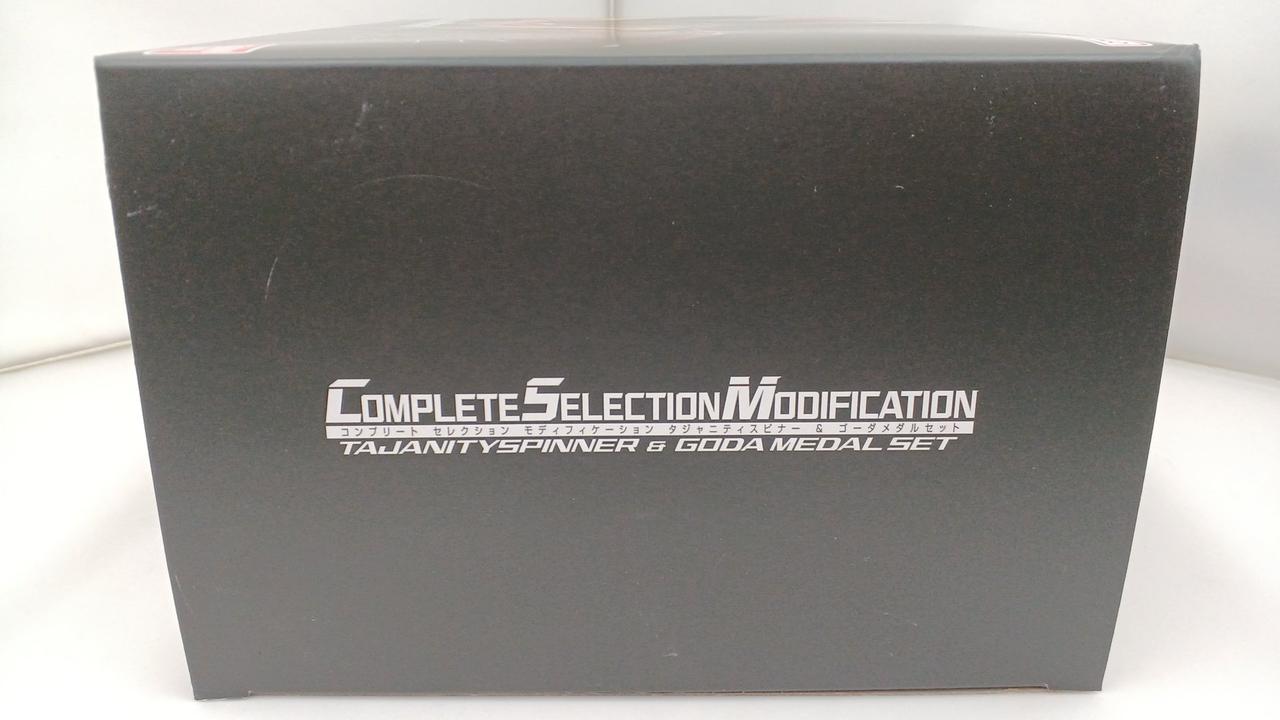 COMPLETE SELECTION MODIFICATION
コンプリート セレクション モディフィケーション タジャニティスピナー & ゴーダメダルセット
TAJANITYSPINNER & GODA MEDAL SET